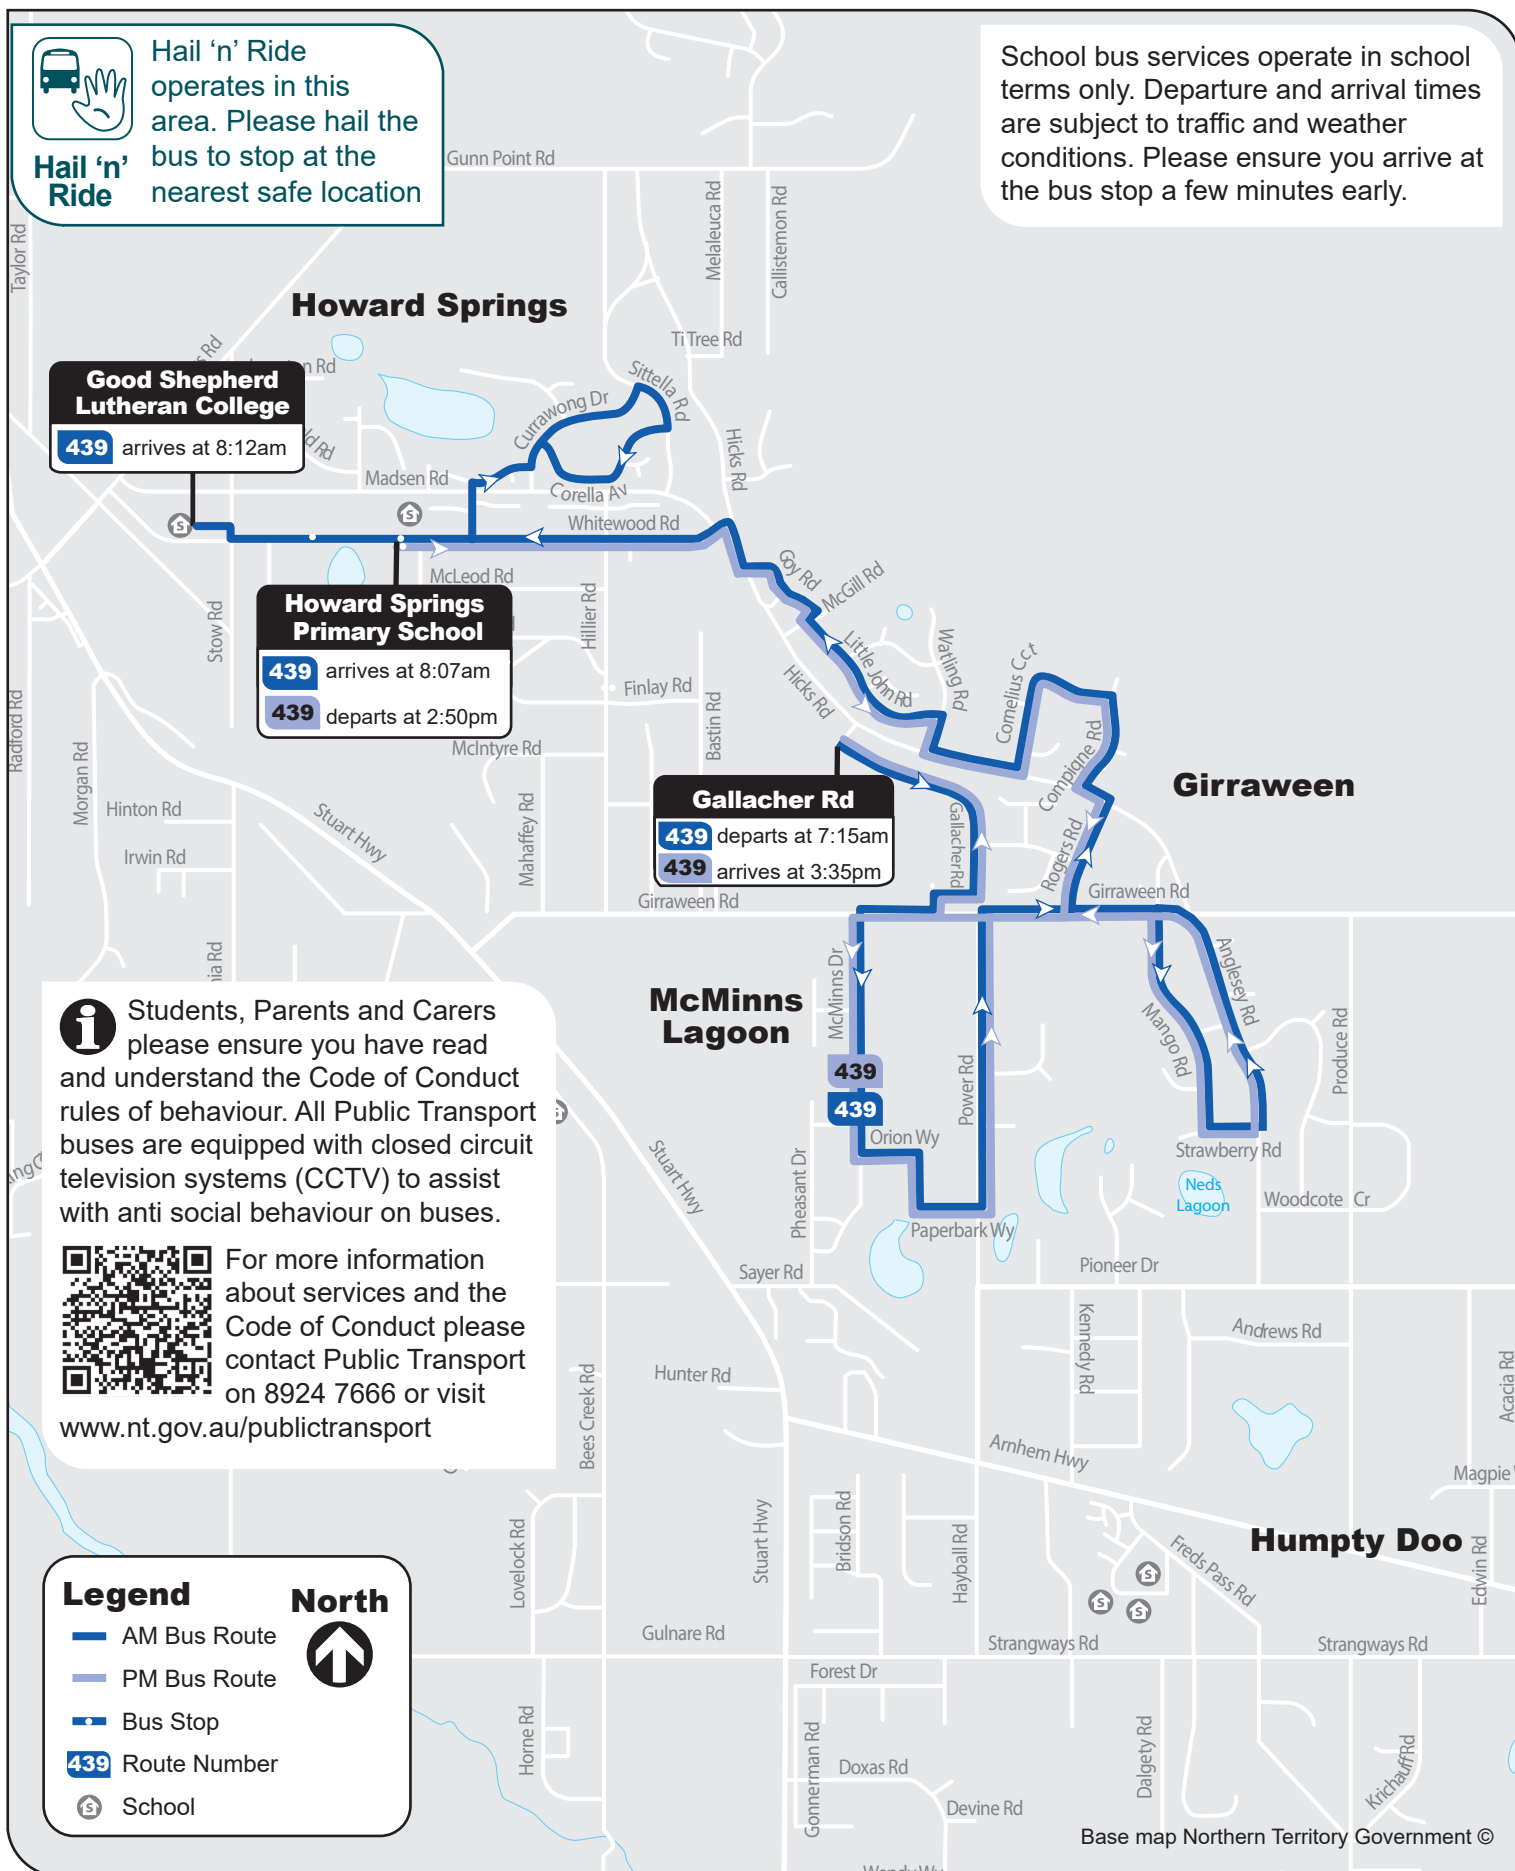 Hail ‘n’
Ride
Hail ‘n’ Ride
operates in this
area. Please hail the
bus to stop at the
nearest safe location
School bus services operate in school
terms only. Departure and arrival times
are subject to traffic and weather
conditions. Please ensure you arrive at
the bus stop a few minutes early.
Gunn Point Rd
Taylor Rd
Melaleuca Rd
Callistemon Rd
Howard Springs
Ti Tree Rd
Good Shepherd
Lutheran College
439 arrives at 8:12am
Sittella Rd
Currawong Dr
Hicks Rd
Madsen Rd
Corella Av
Whitewood Rd
McLeod Rd
Goy Rd
McGill Rd
Howard Springs
Primary School
439 arrives at 8:07am
439 departs at 2:50pm
Stow Rd
Hillier Rd
Little John Rd
Watling Rd
Cornelius Cct
Hicks Rd
Finlay Rd
Radford Rd
Bastin Rd
McIntyre Rd
Morgan Rd
Compigne Rd
Girraween
Gallacher Rd
439 departs at 7:15am
439 arrives at 3:35pm
Hinton Rd
Stuart Hwy
Mahaffey Rd
Gallacher Rd
Rogers Rd
Irwin Rd
Girraween Rd
Girraween Rd
McMinns
Lagoon
McMinns Dr
Anglesey Rd
Mango Rd
Produce Rd
Power Rd
439
439
Orion Wy
Strawberry Rd
Neds
Lagoon
Woodcote Cr
Pheasant Dr
Stuart Hwy
Paperbark Wy
Sayer Rd
Pioneer Dr
Students, Parents and Carers
please ensure you have read
and understand the Code of Conduct
rules of behaviour. All Public Transport
buses are equipped with closed circuit
television systems (CCTV) to assist
with anti social behaviour on buses.
For more information
about services and the
Code of Conduct please
contact Public Transport
on 8924 7666 or visit
www.nt.gov.au/publictransport
Kennedy Rd
Andrews Rd
Hunter Rd
Acacia Rd
Bees Creek Rd
Arnhem Hwy
Magpie
Lovelock Rd
Stuart Hwy
Bridson Rd
Hayball Rd
Humpty Doo
Freds Pass Rd
Edwin Rd
Gulnare Rd
Strangways Rd
Strangways Rd
Forest Dr
Horne Rd
Gonnerman Rd
Doxas Rd
Devine Rd
Dalgety Rd
Krichauff Rd
Legend
North
AM Bus Route
PM Bus Route
Bus Stop
439 Route Number
School
Base map Northern Territory Government ©